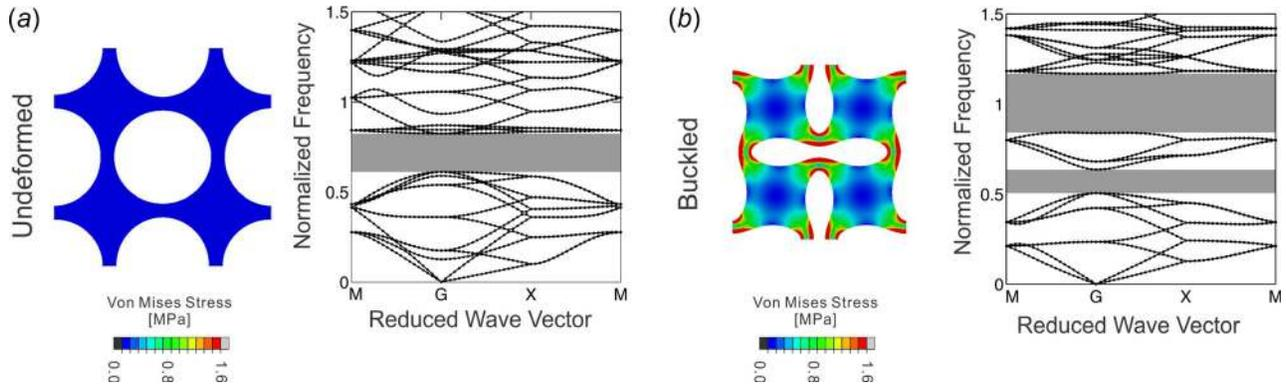 (a)
Undeformed
Von Mises Stress
[MPa]
0.0
0.8
1.6
Normalized Frequency
1.5
1
0.5
0
M
G
X
M
Reduced Wave Vector
(b)
Buckled
Von Mises Stress
[MPa]
0.0
0.8
1.6
Normalized Frequency
1.5
1
0.5
0
M
G
X
M
Reduced Wave Vector